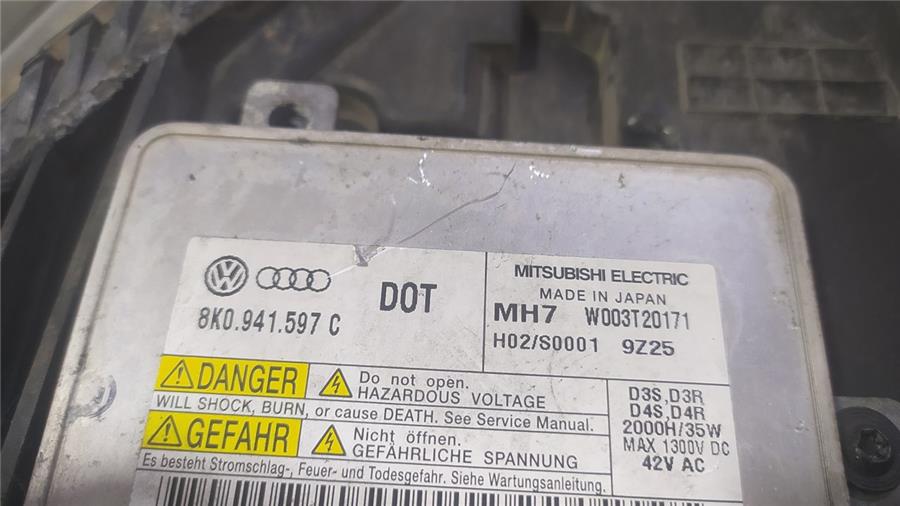 8K0.941.597 C
DOT
MITSUBISHI ELECTRIC
MADE IN JAPAN
MH7 W003T20171
H02/S0001 9Z25
DANGER
Do not open.
HAZARDOUS VOLTAGE
WILL SHOCK, BURN, or cause DEATH. See Service Manual.
GEFAHR
Nicht öffnen.
GEFÄHRLICHE SPANNUNG
Es besteht Stromschlag-, Feuer- und Todesgefahr. Siehe Wartungsanleitung.
D3S,D3R
D4S,D4R
2000H/35W
MAX 1300V DC
42V AC